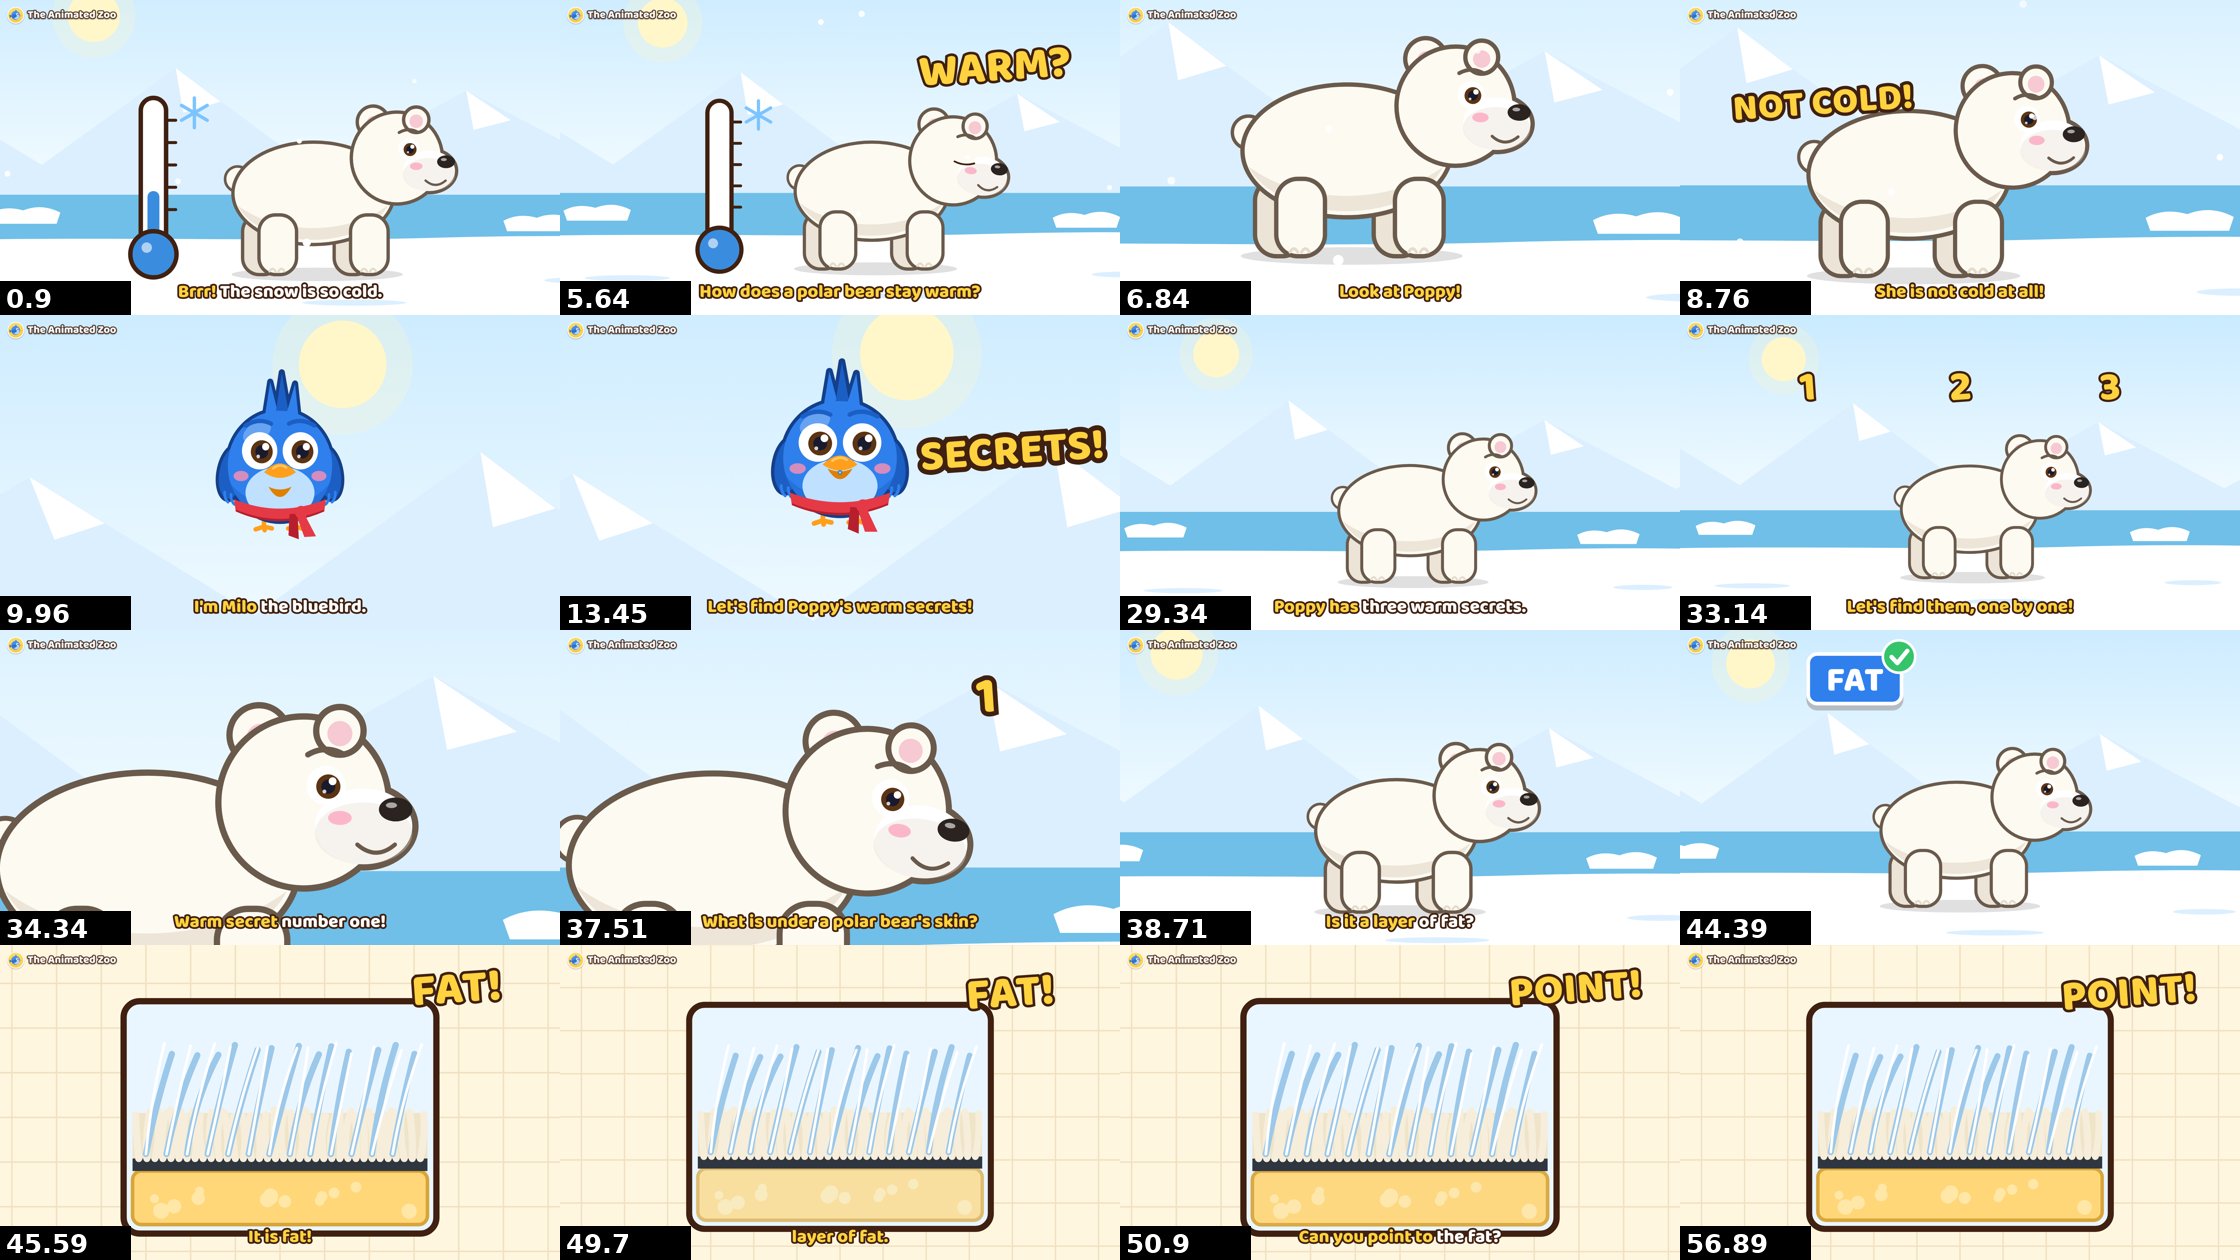 The Animated Zoo
Brrr! The snow is so cold.
0.9
The Animated Zoo
WARM?
How does a polar bear stay warm?
5.64
The Animated Zoo
Look at Poppy!
6.84
The Animated Zoo
NOT COLD!
She is not cold at all!
8.76
The Animated Zoo
I'm Milo the bluebird.
9.96
The Animated Zoo
SECRETS!
Let's find Poppy's warm secrets!
13.45
The Animated Zoo
Poppy has three warm secrets.
29.34
The Animated Zoo
1 2 3
Let's find them, one by one!
33.14
The Animated Zoo
Warm secret number one!
34.34
The Animated Zoo
1
What is under a polar bear's skin?
37.51
The Animated Zoo
Is it a layer of fat?
38.71
The Animated Zoo
FAT
44.39
The Animated Zoo
FAT!
It is fat!
45.59
The Animated Zoo
FAT!
layer of fat.
49.7
The Animated Zoo
POINT!
Can you point to the fat?
50.9
The Animated Zoo
POINT!
56.89